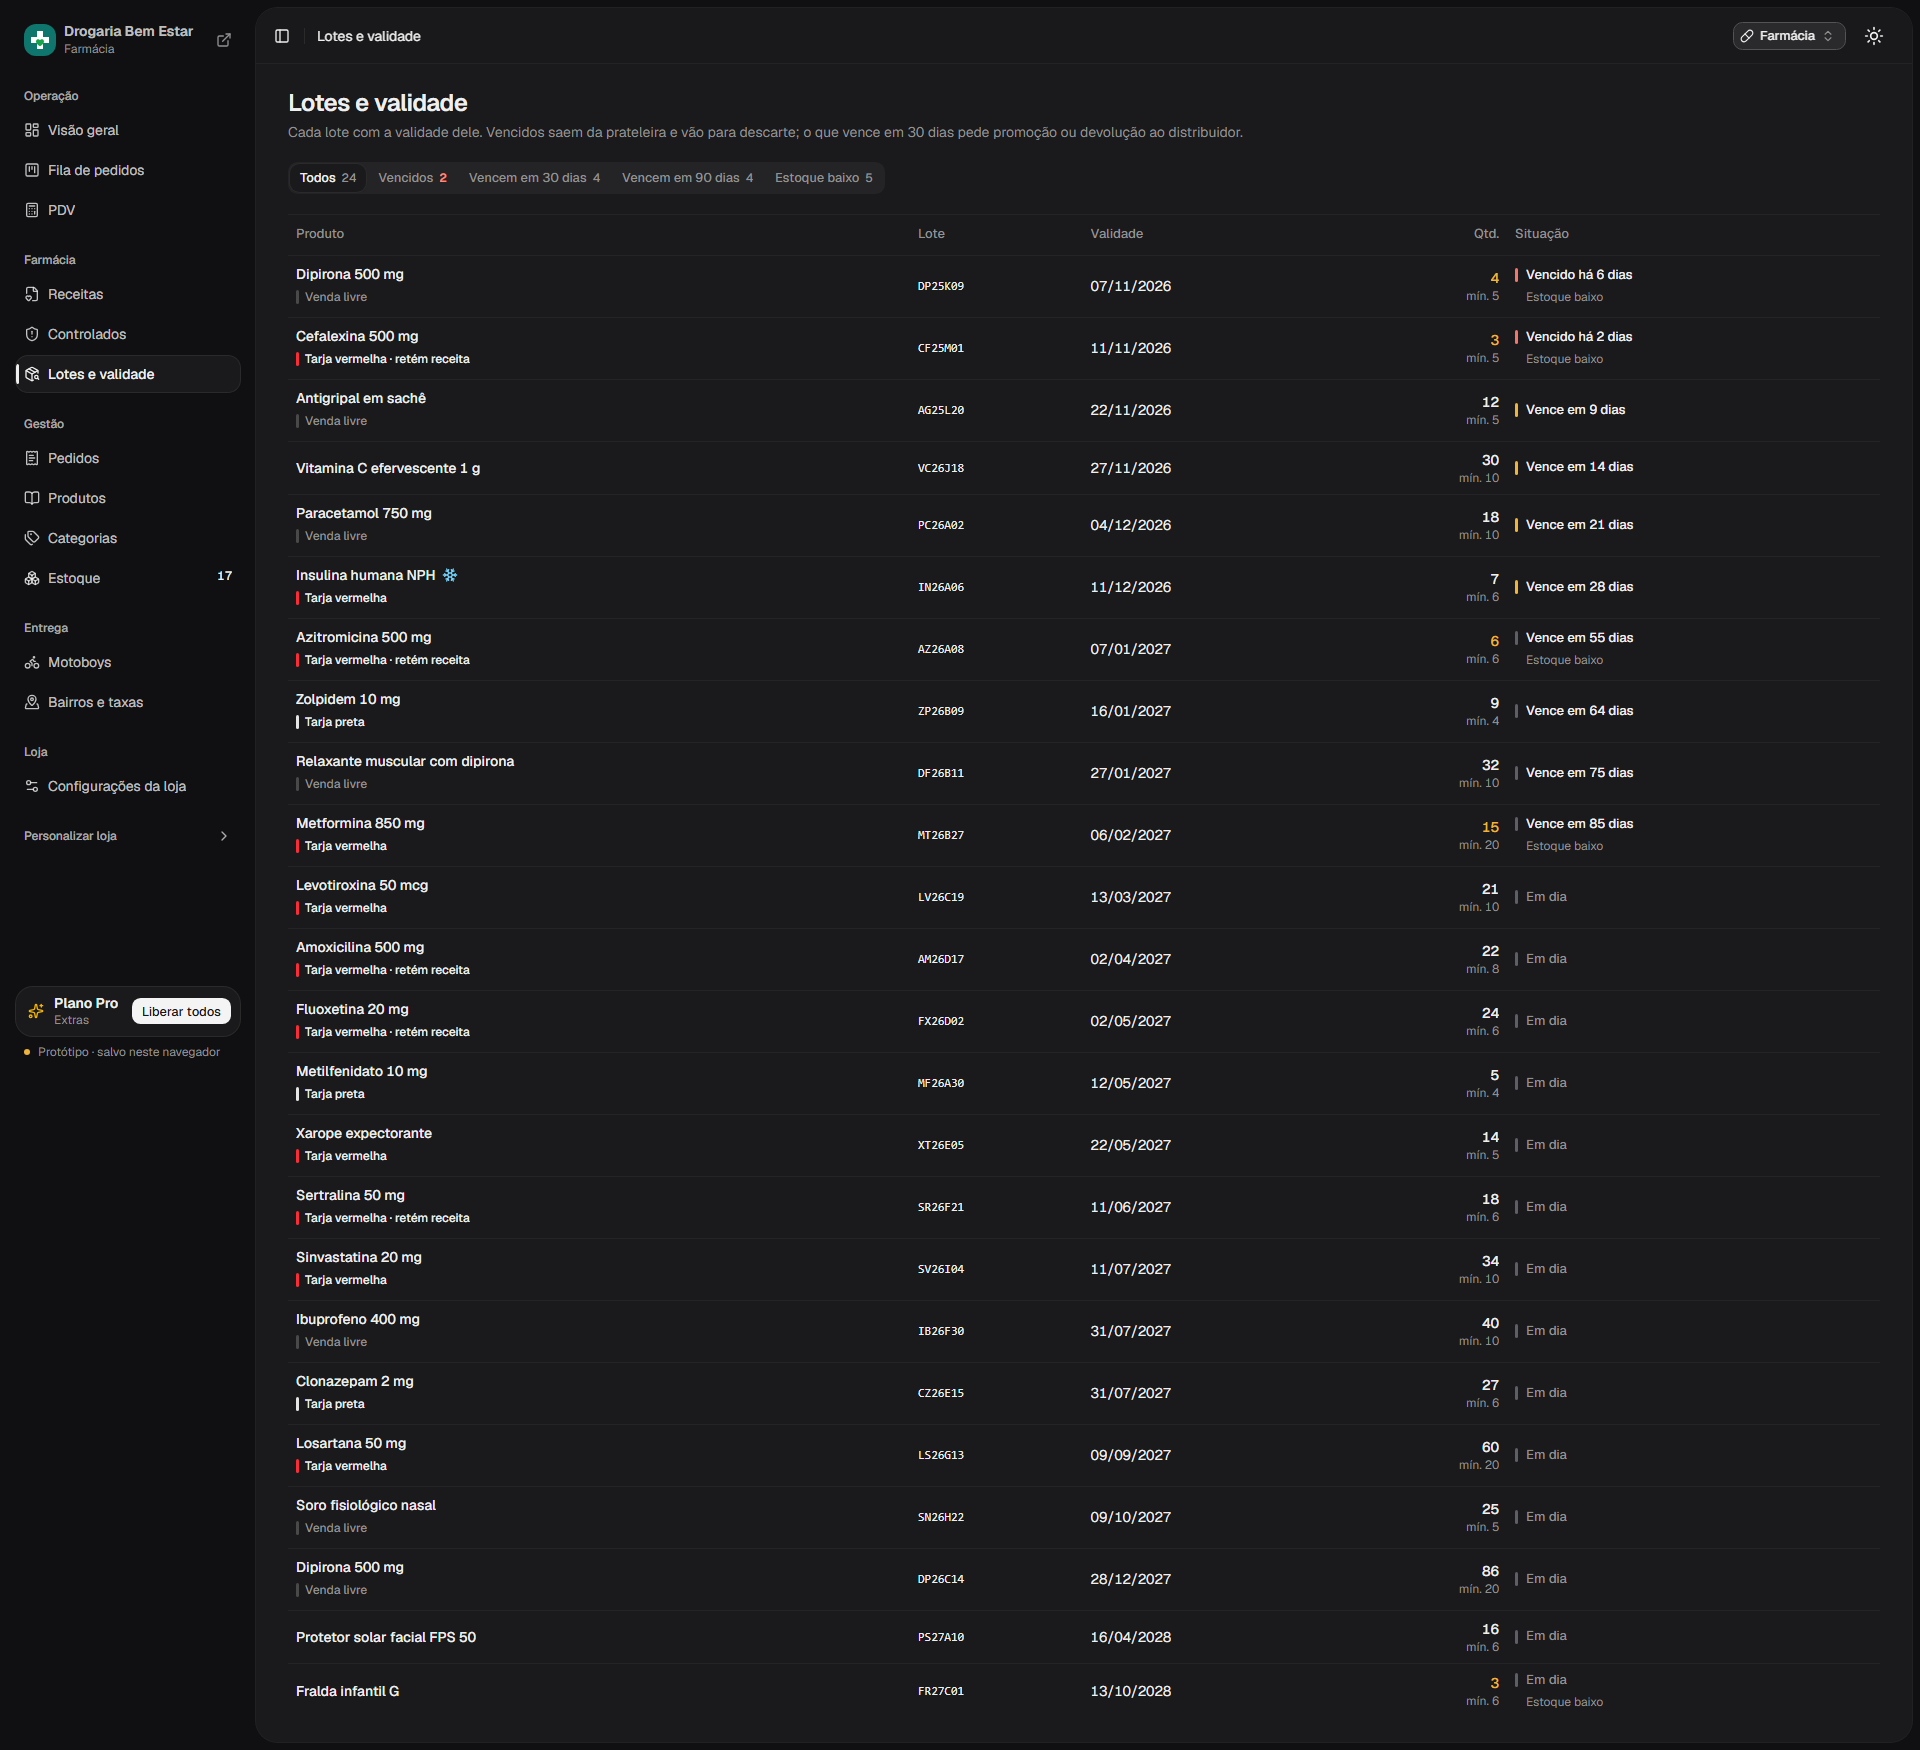 Drogaria Bem Estar
Farmácia
Operação
Visão geral
Fila de pedidos
PDV
Farmácia
Receitas
Controlados
Lotes e validade
Gestão
Pedidos
Produtos
Categorias
Estoque 17
Entrega
Motoboys
Bairros e taxas
Loja
Configurações da loja
Personalizar loja
Plano Pro
Extras
Liberar todos
Protótipo · salvo neste navegador
Lotes e validade
Farmácia
Lotes e validade
Cada lote com a validade dele. Vencidos saem da prateleira e vão para descarte; o que vence em 30 dias pede promoção ou devolução ao distribuidor.
Todos 24 Vencidos 2 Vencem em 30 dias 4 Vencem em 90 dias 4 Estoque baixo 5
Produto Lote Validade Qtd. Situação
Dipirona 500 mg DP25K09 07/11/2026 4 Vencido há 6 dias
Venda livre mín. 5 Estoque baixo
Cefalexina 500 mg CF25M01 11/11/2026 3 Vencido há 2 dias
Tarja vermelha · retém receita mín. 5 Estoque baixo
Antigripal em sachê AG25L20 22/11/2026 12 Vence em 9 dias
Venda livre mín. 5
Vitamina C efervescente 1 g VC26J18 27/11/2026 30 Vence em 14 dias
mín. 10
Paracetamol 750 mg PC26A02 04/12/2026 18 Vence em 21 dias
Venda livre mín. 10
Insulina humana NPH IN26A06 11/12/2026 7 Vence em 28 dias
Tarja vermelha mín. 6
Azitromicina 500 mg AZ26A08 07/01/2027 6 Vence em 55 dias
Tarja vermelha · retém receita mín. 6 Estoque baixo
Zolpidem 10 mg ZP26B09 16/01/2027 9 Vence em 64 dias
Tarja preta mín. 4
Relaxante muscular com dipirona DF26B11 27/01/2027 32 Vence em 75 dias
Venda livre mín. 10
Metformina 850 mg MT26B27 06/02/2027 15 Vence em 85 dias
Tarja vermelha mín. 20 Estoque baixo
Levotiroxina 50 mcg LV26C19 13/03/2027 21 Em dia
Tarja vermelha mín. 10
Amoxicilina 500 mg AM26D17 02/04/2027 22 Em dia
Tarja vermelha · retém receita mín. 8
Fluoxetina 20 mg FX26D02 02/05/2027 24 Em dia
Tarja vermelha · retém receita mín. 6
Metilfenidato 10 mg MF26A30 12/05/2027 5 Em dia
Tarja preta mín. 4
Xarope expectorante XT26E05 22/05/2027 14 Em dia
Tarja vermelha mín. 5
Sertralina 50 mg SR26F21 11/06/2027 18 Em dia
Tarja vermelha · retém receita mín. 6
Sinvastatina 20 mg SV26I04 11/07/2027 34 Em dia
Tarja vermelha mín. 10
Ibuprofeno 400 mg IB26F30 31/07/2027 40 Em dia
Venda livre mín. 10
Clonazepam 2 mg CZ26E15 31/07/2027 27 Em dia
Tarja preta mín. 6
Losartana 50 mg LS26G13 09/09/2027 60 Em dia
Tarja vermelha mín. 20
Soro fisiológico nasal SN26H22 09/10/2027 25 Em dia
Venda livre mín. 5
Dipirona 500 mg DP26C14 28/12/2027 86 Em dia
Venda livre mín. 20
Protetor solar facial FPS 50 PS27A10 16/04/2028 16 Em dia
mín. 6
Fralda infantil G FR27C01 13/10/2028 3 Em dia
mín. 6 Estoque baixo